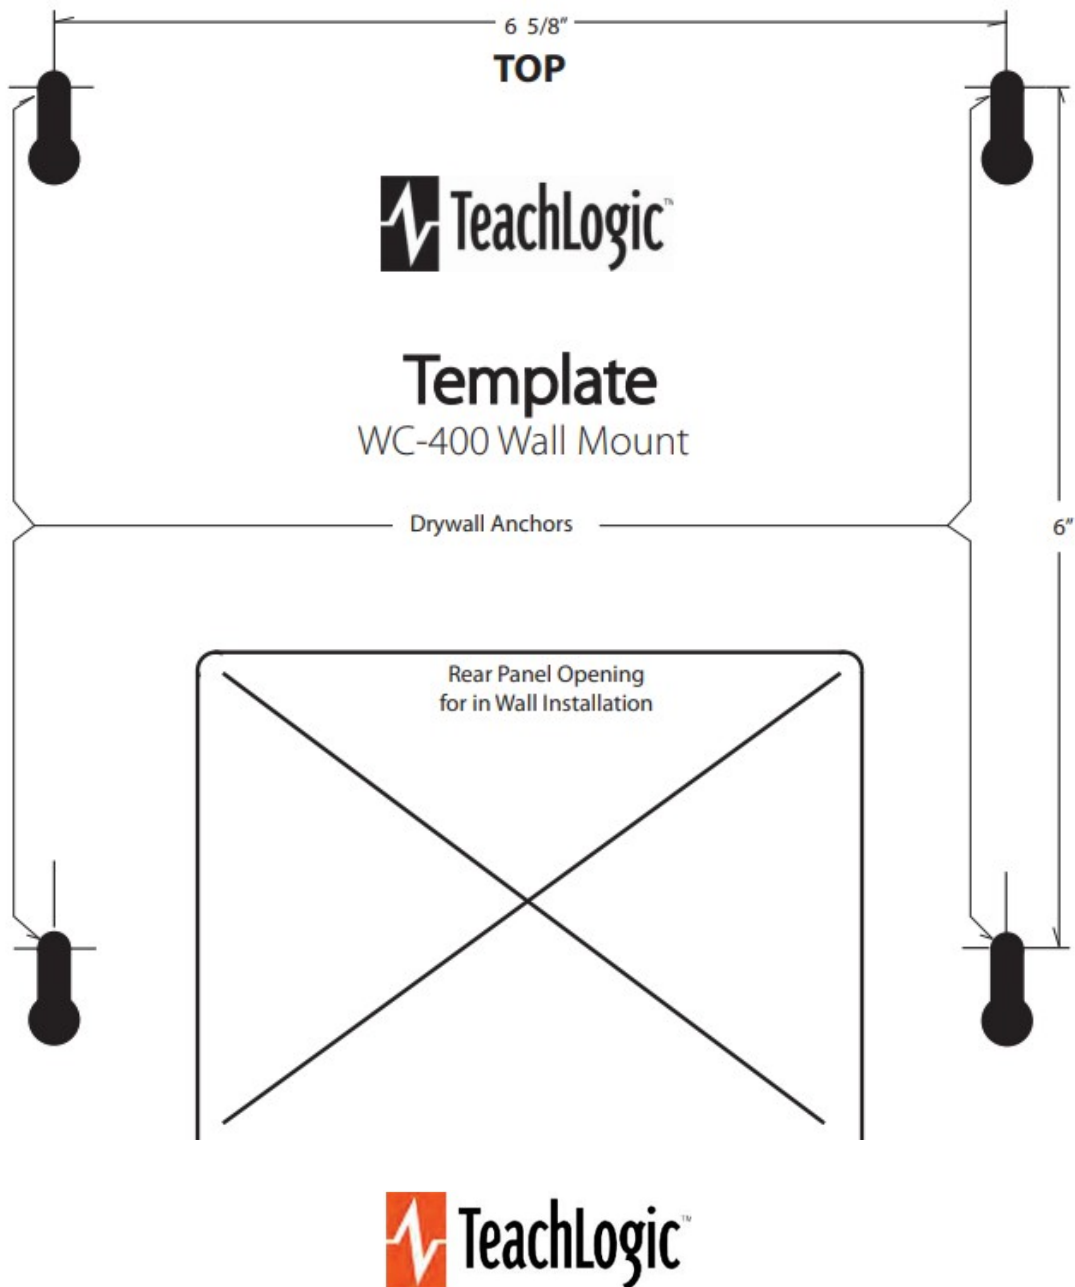 6 5/8"
TOP
TeachLogic™
Template
WC-400 Wall Mount
Drywall Anchors
6"
Rear Panel Opening
for in Wall Installation
TeachLogic™